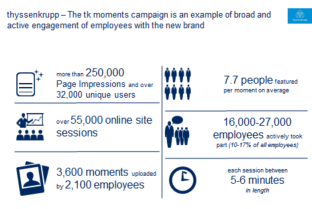 thyssenkrupp – The tk moments campaign is an example of broad and
active engagement of employees with the new brand
more than 250,000
Page Impressions and over
32,000 unique users
7.7 people featured
per moment on average
over 55,000 online site
sessions
16,000-27,000
employees actively took
part (10-17% of all employees)
3,600 moments uploaded
by 2,100 employees
each session between
5-6 minutes
in length